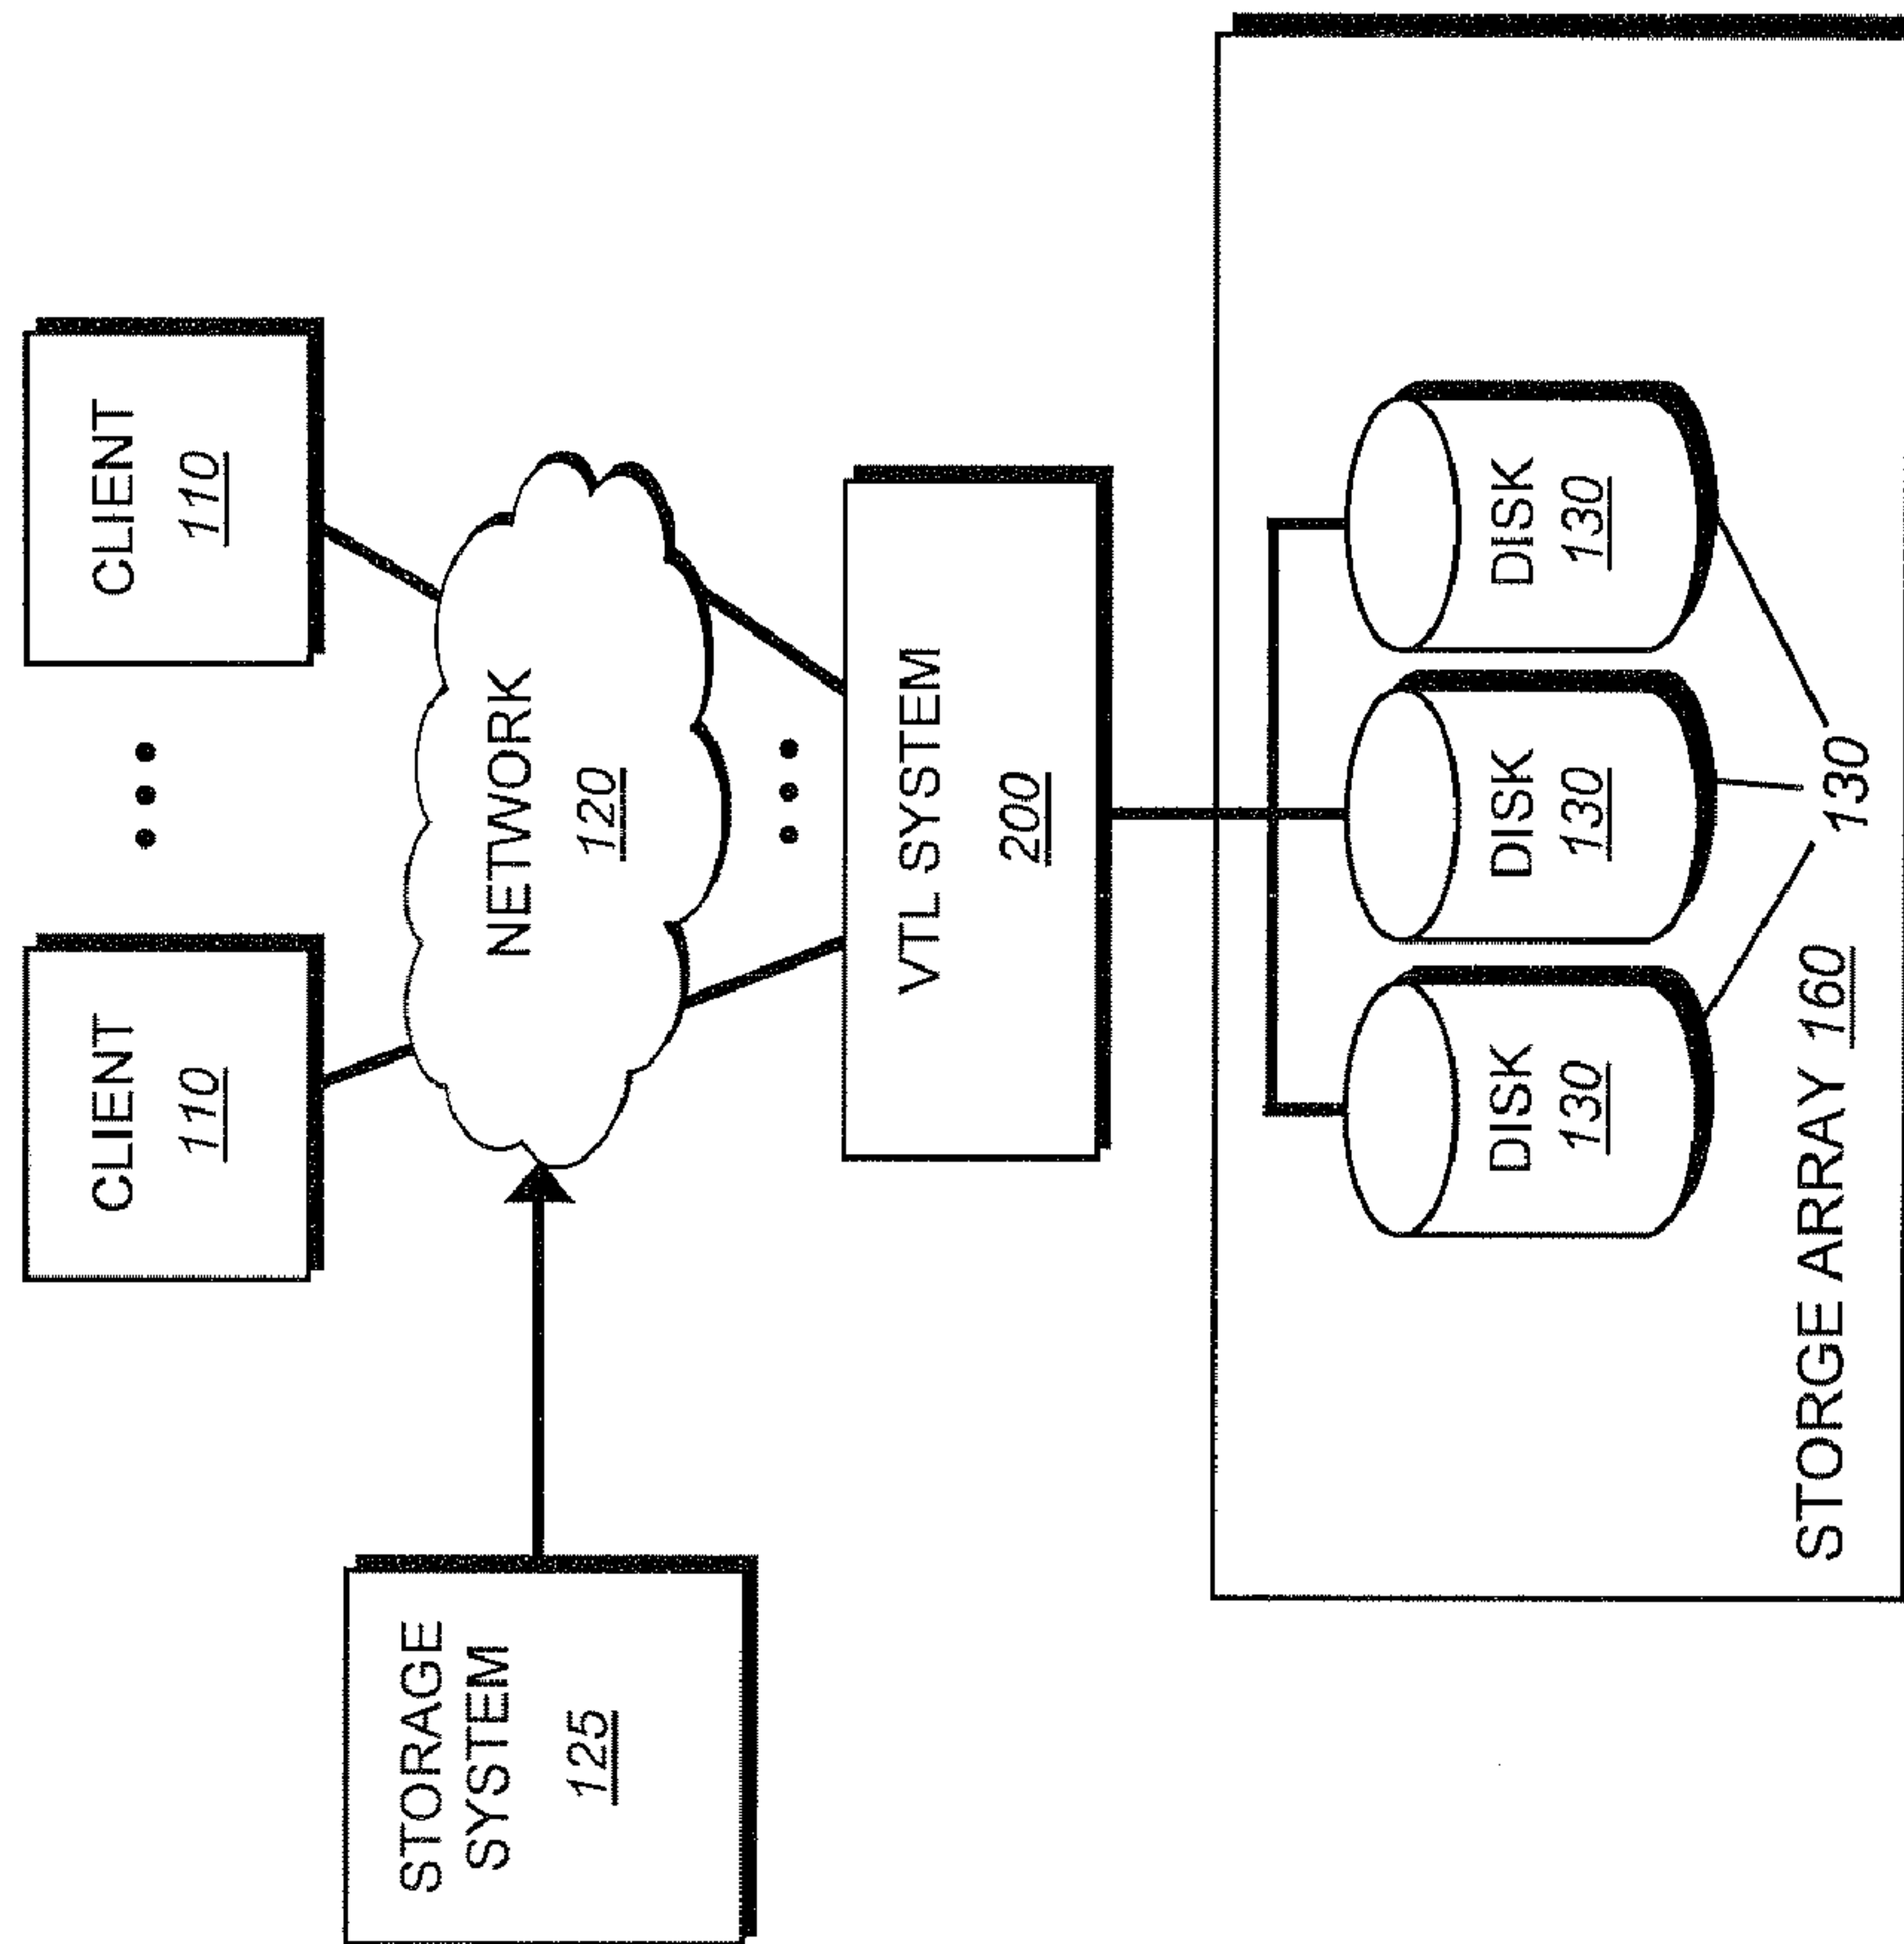 CLIENT
110
CLIENT
110
STORAGE
SYSTEM
125
NETWORK
120
VTL SYSTEM
200
DISK
130
DISK
130
DISK
130
130
STORGE ARRAY 160